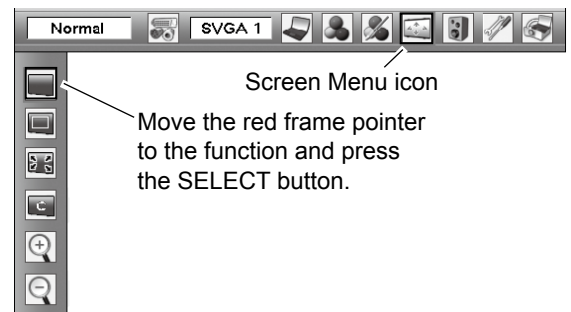 Normal SVGA 1
Screen Menu icon
Move the red frame pointer
to the function and press
the SELECT button.